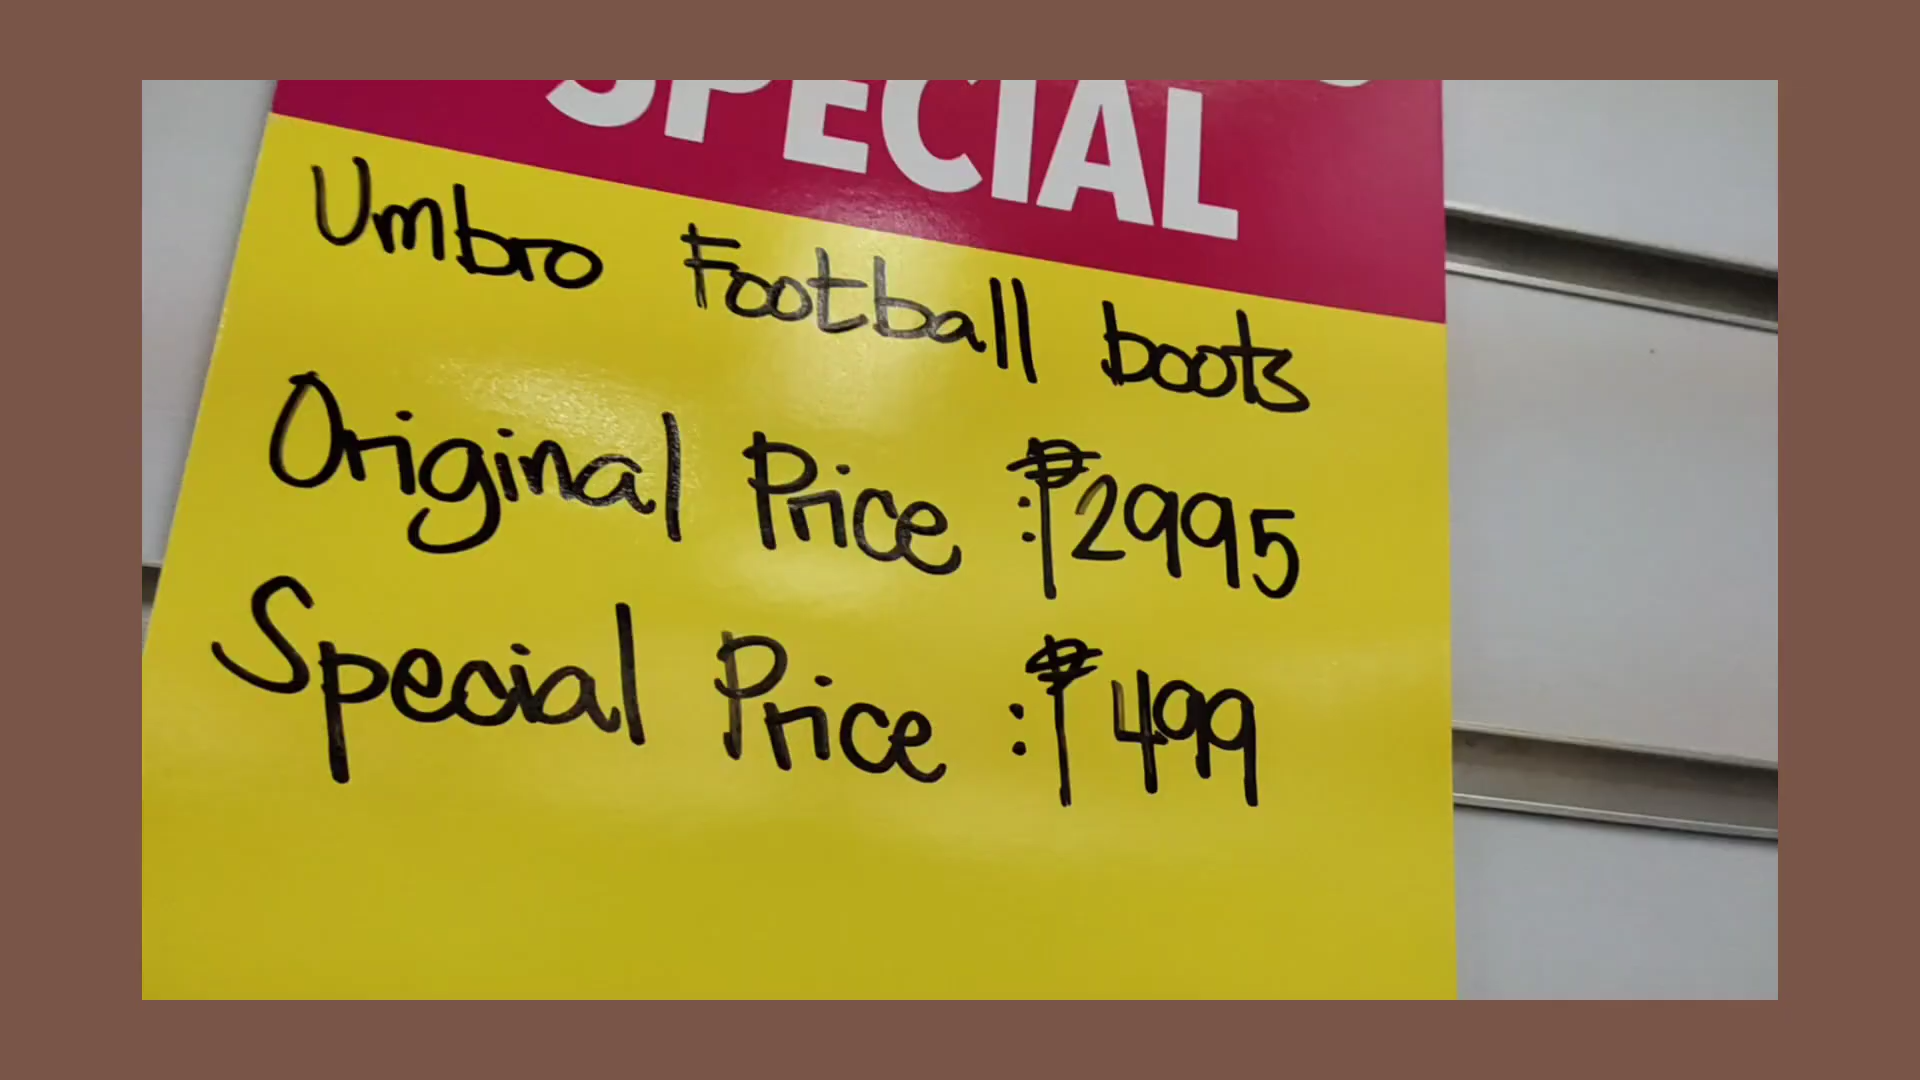 SPECIAL
Umbro Football boots
Original Price :₱2995
Special Price :₱499